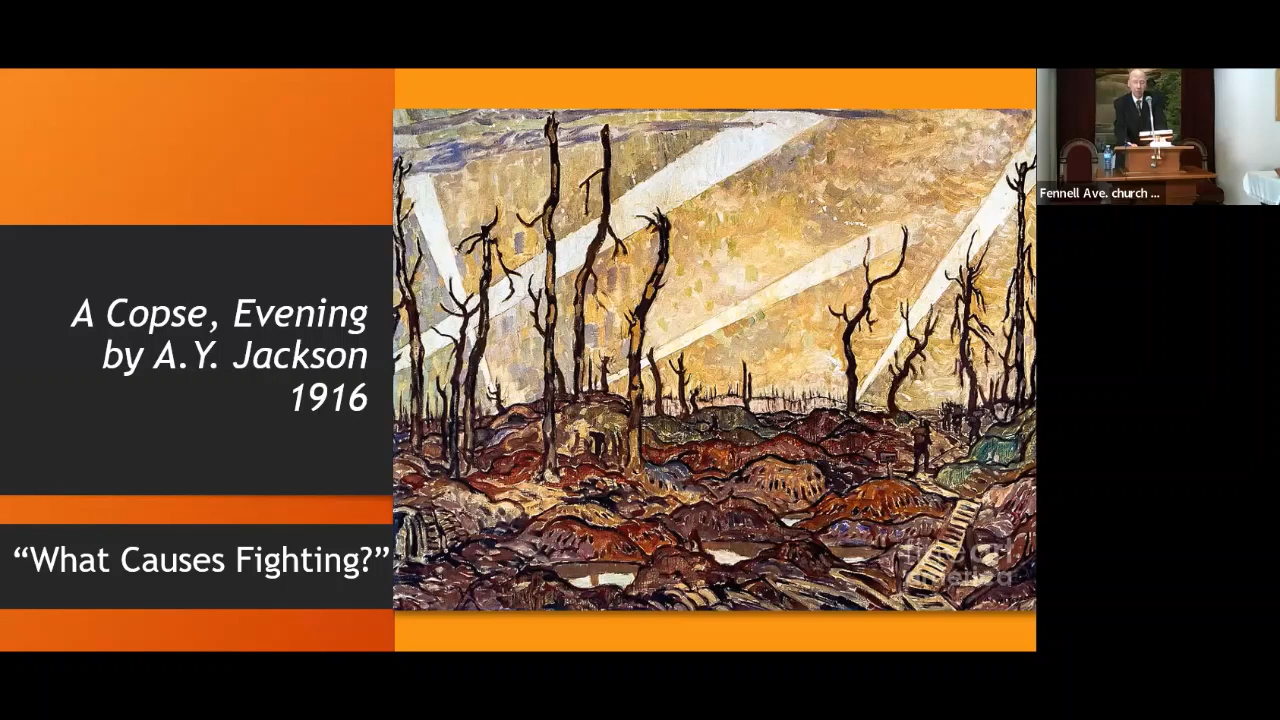 A Copse, Evening
by A.Y. Jackson
1916
“What Causes Fighting?”
Fennell Ave. church ...